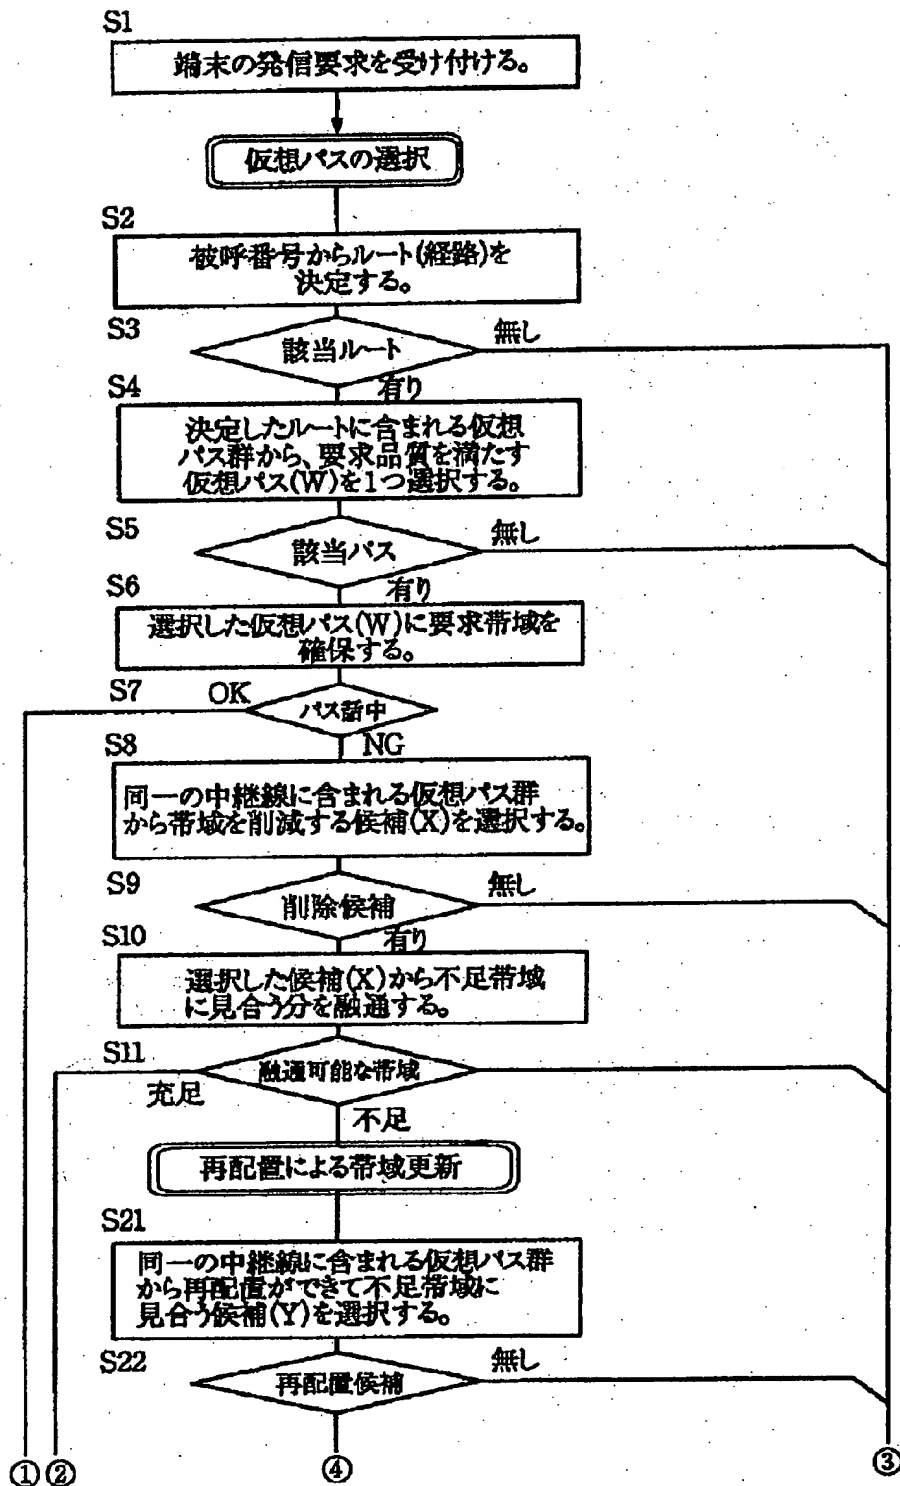 S1
端末の発信要求を受け付ける。
仮想パスの選択
S2
被呼番号からルート(経路)を
決定する。
S3
該当ルート
無し
有り
S4
決定したルートに含まれる仮想
パス群から、要求品質を満たす
仮想パス(W)を1つ選択する。
S5
該当パス
無し
有り
S6
選択した仮想パス(W)に要求帯域を
確保する。
S7
OK
パス話中
NG
S8
同一の中継線に含まれる仮想パス群
から帯域を削減する候補(X)を選択する。
S9
削除候補
無し
有り
S10
選択した候補(X)から不足帯域
に見合う分を融通する。
S11
融通可能な帯域
充足
不足
再配置による帯域更新
S21
同一の中継線に含まれる仮想パス群
から再配置ができて不足帯域に
見合う候補(Y)を選択する。
S22
再配置候補
無し
① ② ④ ③